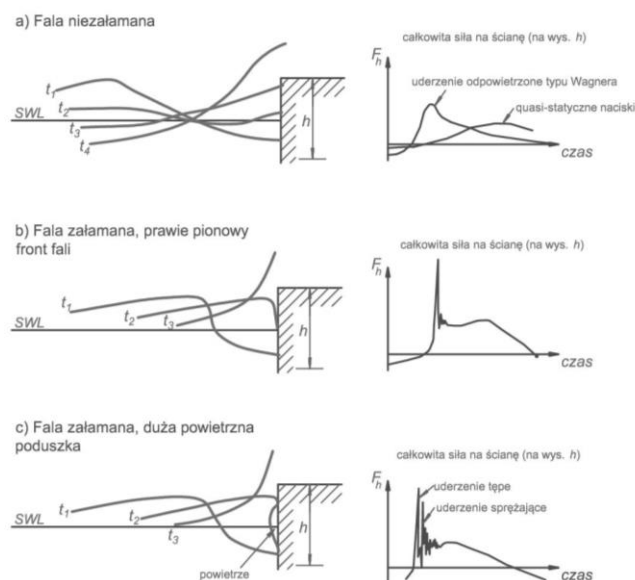 a) Fala niezałamana
całkowita siła na ścianę (na wys. h)
Fh
uderzenie odpowietrzone typu Wagnera
quasi-statyczne naciski
t1
t2
SWL
t3
t4
h
czas
b) Fala załamana, prawie pionowy
front fali
całkowita siła na ścianę (na wys. h)
Fh
t1
t2
t3
SWL
h
czas
c) Fala załamana, duża powietrzna
poduszka
całkowita siła na ścianę (na wys. h)
Fh
uderzenie tępe
uderzenie sprężające
t1
t2
SWL
t3
h
powietrze
czas